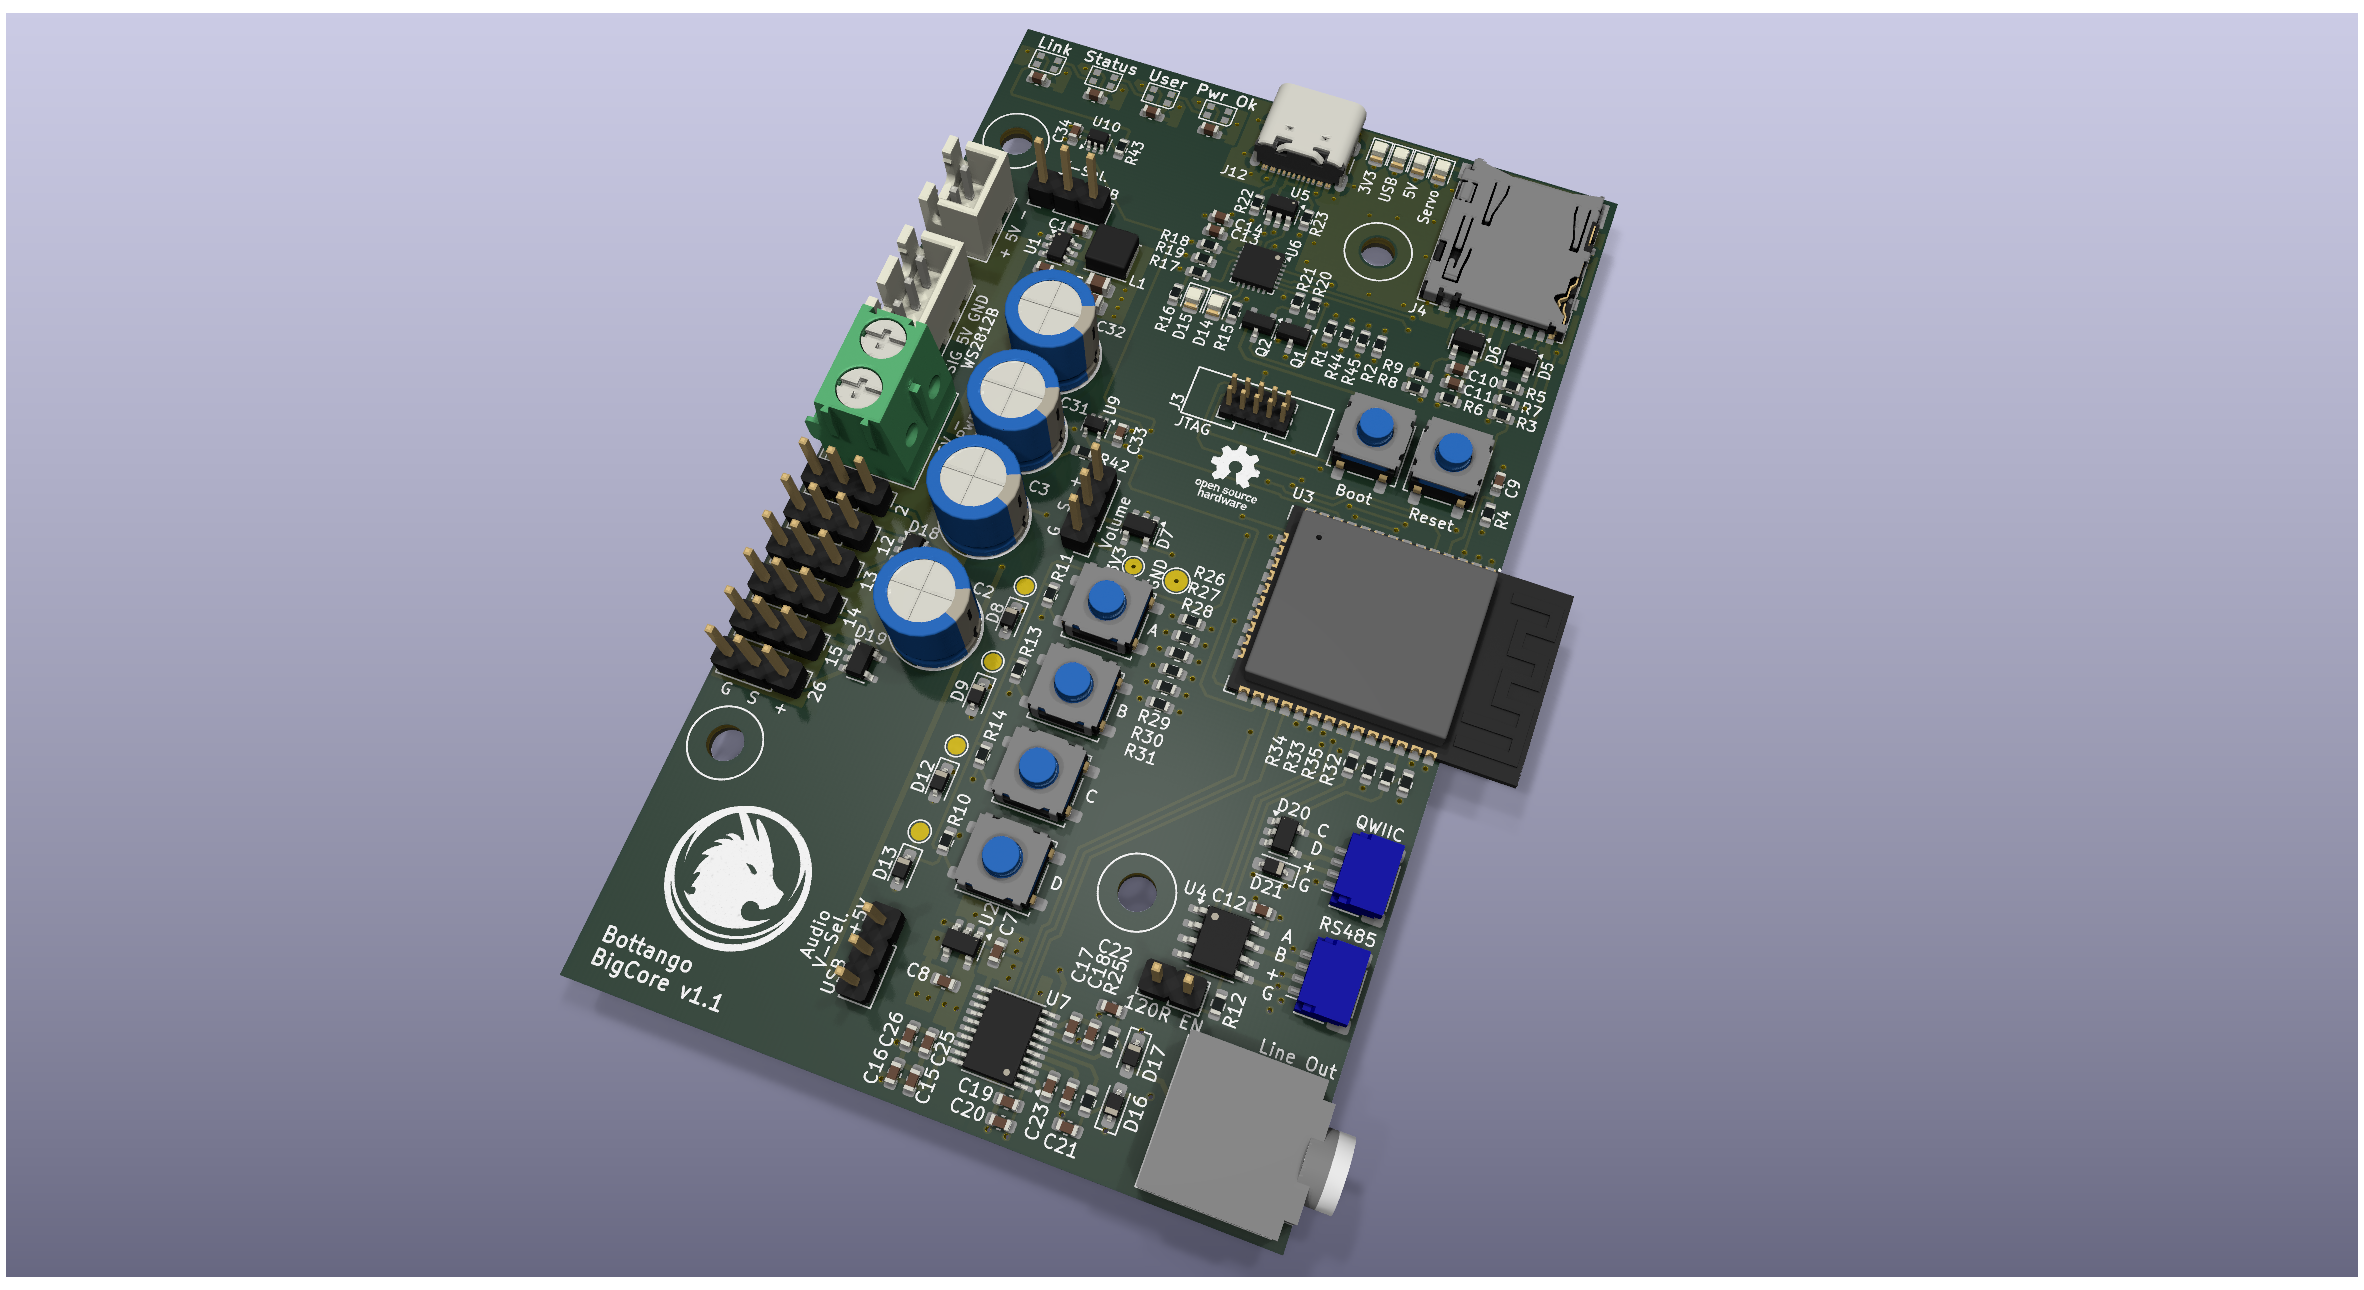 Link
Status
User
Pwr Ok
C34
U10
R43
J12
3V3
USB
5V
Servo
+ 5V -
U1
L1
C32
R22
U5
R23
C14
C13
U6
R18
R19
R17
R21
R20
R16
D15
D14
R15
Q2
Q1
R1
R44
R45
R2
R9
R8
J4
D6
D5
C10
C11
R6
R5
R7
R3
SIG 5V GND
WS2812B
C31
U9
C33
R42
J3
JTAG
open source
hardware
Boot
Reset
C9
R4
U3
C3
G S +
Volume
D7
3V3
GND
R26
R27
R28
R11
C2
D8
A
2
12
13
14
15
26
D18
D19
G S +
R13
D9
B
R29
R30
R31
R14
D12
C
R10
D13
D
R34
R33
R35
R32
D20
C
D
+
G
QWIIC
D21
U4
C12
RS485
A
B
+
G
Audio
V-Sel
USB
+5V
U2
C7
C8
C17
C18
C22
R25
120R EN
R12
U7
C26
C25
C16
C15
C19
C20
C23
C21
D17
D16
Line Out
Bottango
BigCore v1.1